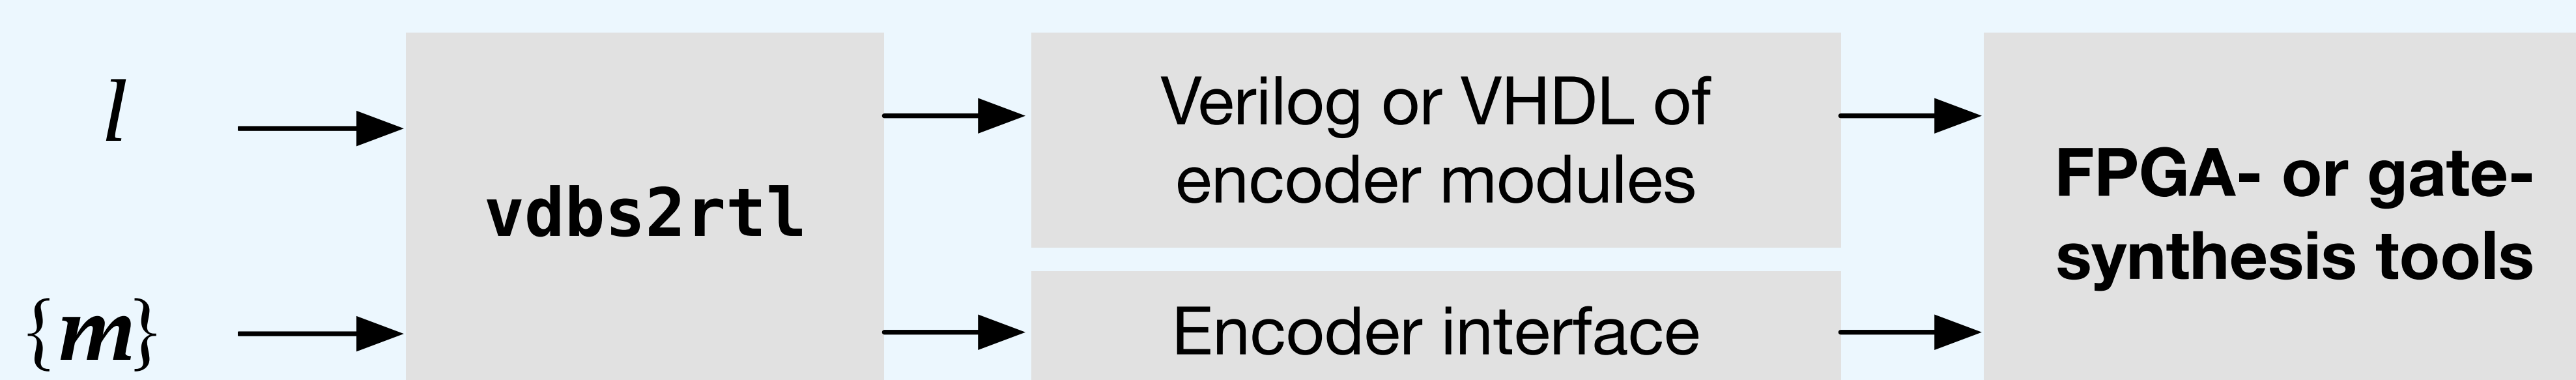 l
{m}
vdbs2rtl
Verilog or VHDL of
encoder modules
Encoder interface
FPGA- or gate-
synthesis tools